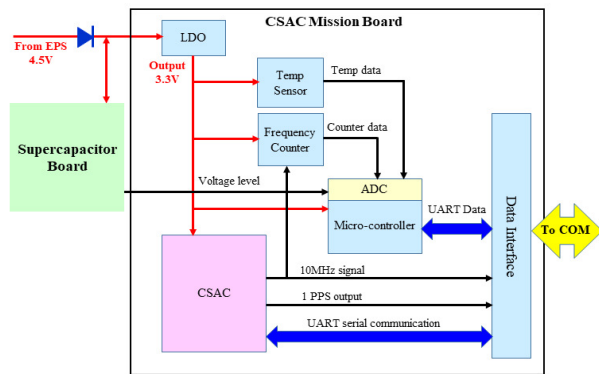 CSAC Mission Board
LDO
From EPS
4.5V
Output
3.3V
Temp
Sensor
Temp data
Frequency
Counter
Counter data
Supercapacitor
Board
Voltage level
ADC
Micro-controller
UART Data
Data Interface
To COM
CSAC
10MHz signal
1 PPS output
UART serial communication